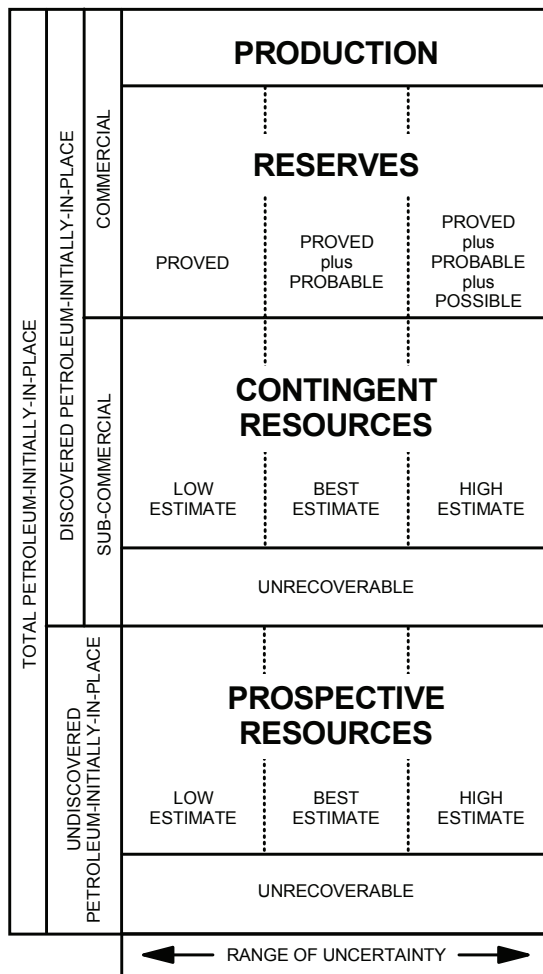 TOTAL PETROLEUM-INITIALLY-IN-PLACE
DISCOVERED PETROLEUM-INITIALLY-IN-PLACE
COMMERCIAL
PRODUCTION
RESERVES
PROVED
PROVED
plus
PROBABLE
PROVED
plus
PROBABLE
plus
POSSIBLE
SUB-COMMERCIAL
CONTINGENT
RESOURCES
LOW
ESTIMATE
BEST
ESTIMATE
HIGH
ESTIMATE
UNRECOVERABLE
UNDISCOVERED
PETROLEUM-INITIALLY-IN-PLACE
PROSPECTIVE
RESOURCES
LOW
ESTIMATE
BEST
ESTIMATE
HIGH
ESTIMATE
UNRECOVERABLE
RANGE OF UNCERTAINTY